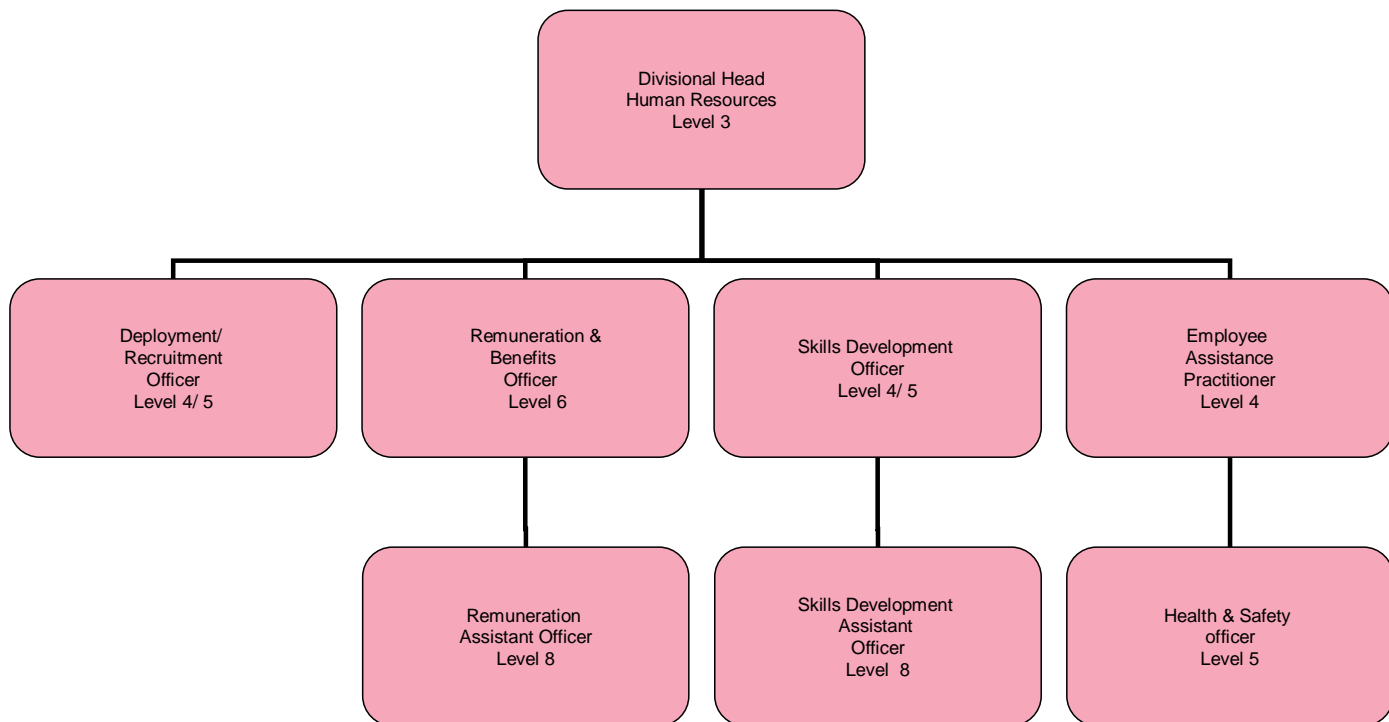 Divisional Head
Human Resources
Level 3
Deployment/
Recruitment
Officer
Level 4/ 5
Remuneration &
Benefits
Officer
Level 6
Skills Development
Officer
Level 4/ 5
Employee
Assistance
Practitioner
Level 4
Remuneration
Assistant Officer
Level 8
Skills Development
Assistant
Officer
Level  8
Health & Safety
officer
Level 5